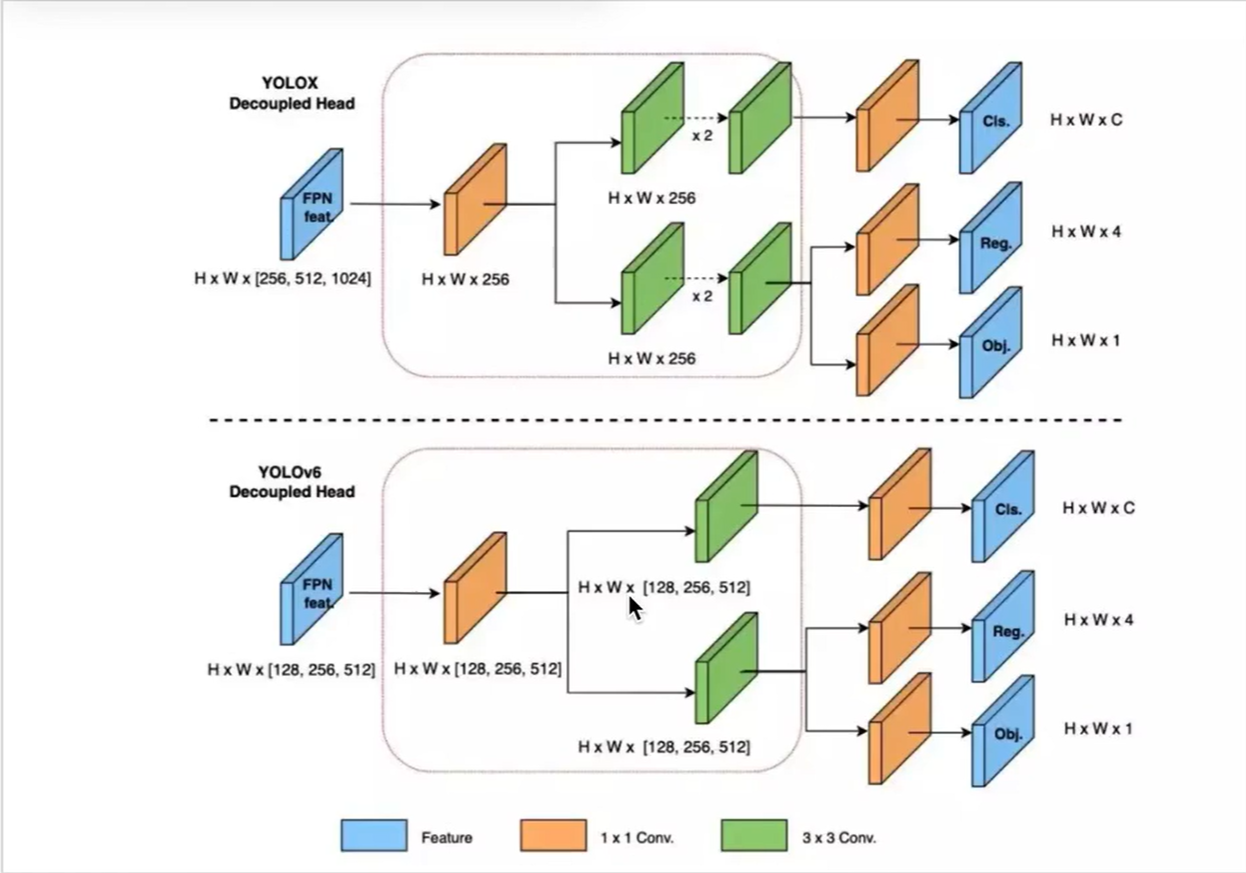 YOLOX
Decoupled Head
FPN
feat.
H x W x [256, 512, 1024]
H x W x 256
x 2
H x W x 256
x 2
H x W x 256
Cls.
H x W x C
Reg.
H x W x 4
Obj.
H x W x 1
YOLOv6
Decoupled Head
FPN
feat.
H x W x [128, 256, 512]
H x W x [128, 256, 512]
H x W x [128, 256, 512]
H x W x [128, 256, 512]
Cls.
H x W x C
Reg.
H x W x 4
Obj.
H x W x 1
Feature
1 x 1 Conv.
3 x 3 Conv.